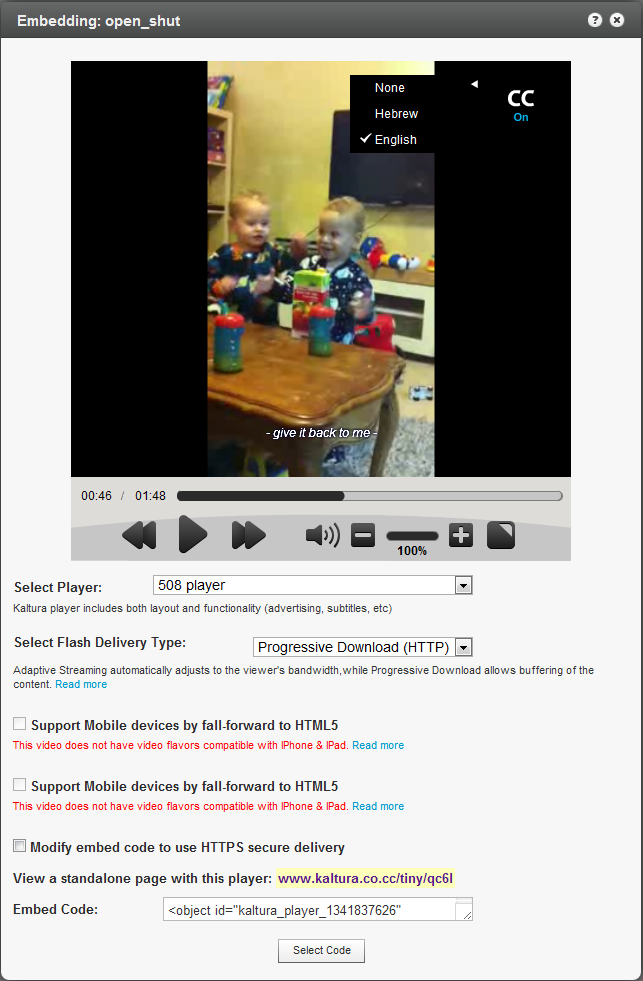 Embedding: open_shut
None
Hebrew
English
CC
On
- give it back to me -
00:46 / 01:48
100%
Select Player: 508 player
Kaltura player includes both layout and functionality (advertising, subtitles, etc)
Select Flash Delivery Type: Progressive Download (HTTP)
Adaptive Streaming automatically adjusts to the viewer's bandwidth,while Progressive Download allows buffering of the
content. Read more
Support Mobile devices by fall-forward to HTML5
This video does not have video flavors compatible with IPhone & IPad. Read more
Support Mobile devices by fall-forward to HTML5
This video does not have video flavors compatible with IPhone & IPad. Read more
Modify embed code to use HTTPS secure delivery
View a standalone page with this player: www.kaltura.co.cc/tiny/qc6l
Embed Code: <object id="kaltura_player_1341837626"
Select Code